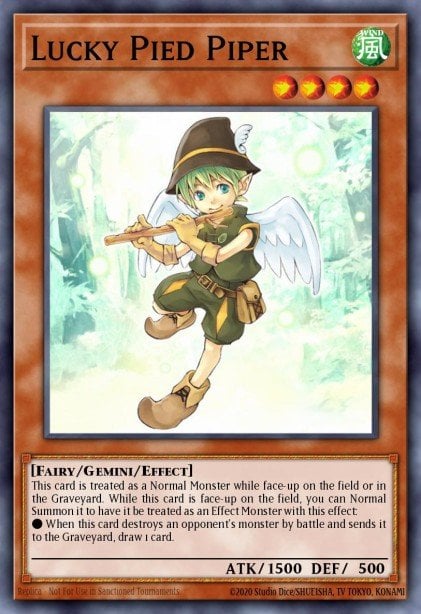 Lucky Pied Piper
WIND
風
[Fairy/Gemini/Effect]
This card is treated as a Normal Monster while face-up on the field or in
the Graveyard. While this card is face-up on the field, you can Normal
Summon it to have it be treated as an Effect Monster with this effect:
● When this card destroys an opponent's monster by battle and sends it
to the Graveyard, draw 1 card.
ATK/1500 DEF/ 500
Replica - Not For Use in Sanctioned Tournaments
©2020 Studio Dice/SHUEISHA, TV TOKYO, KONAMI